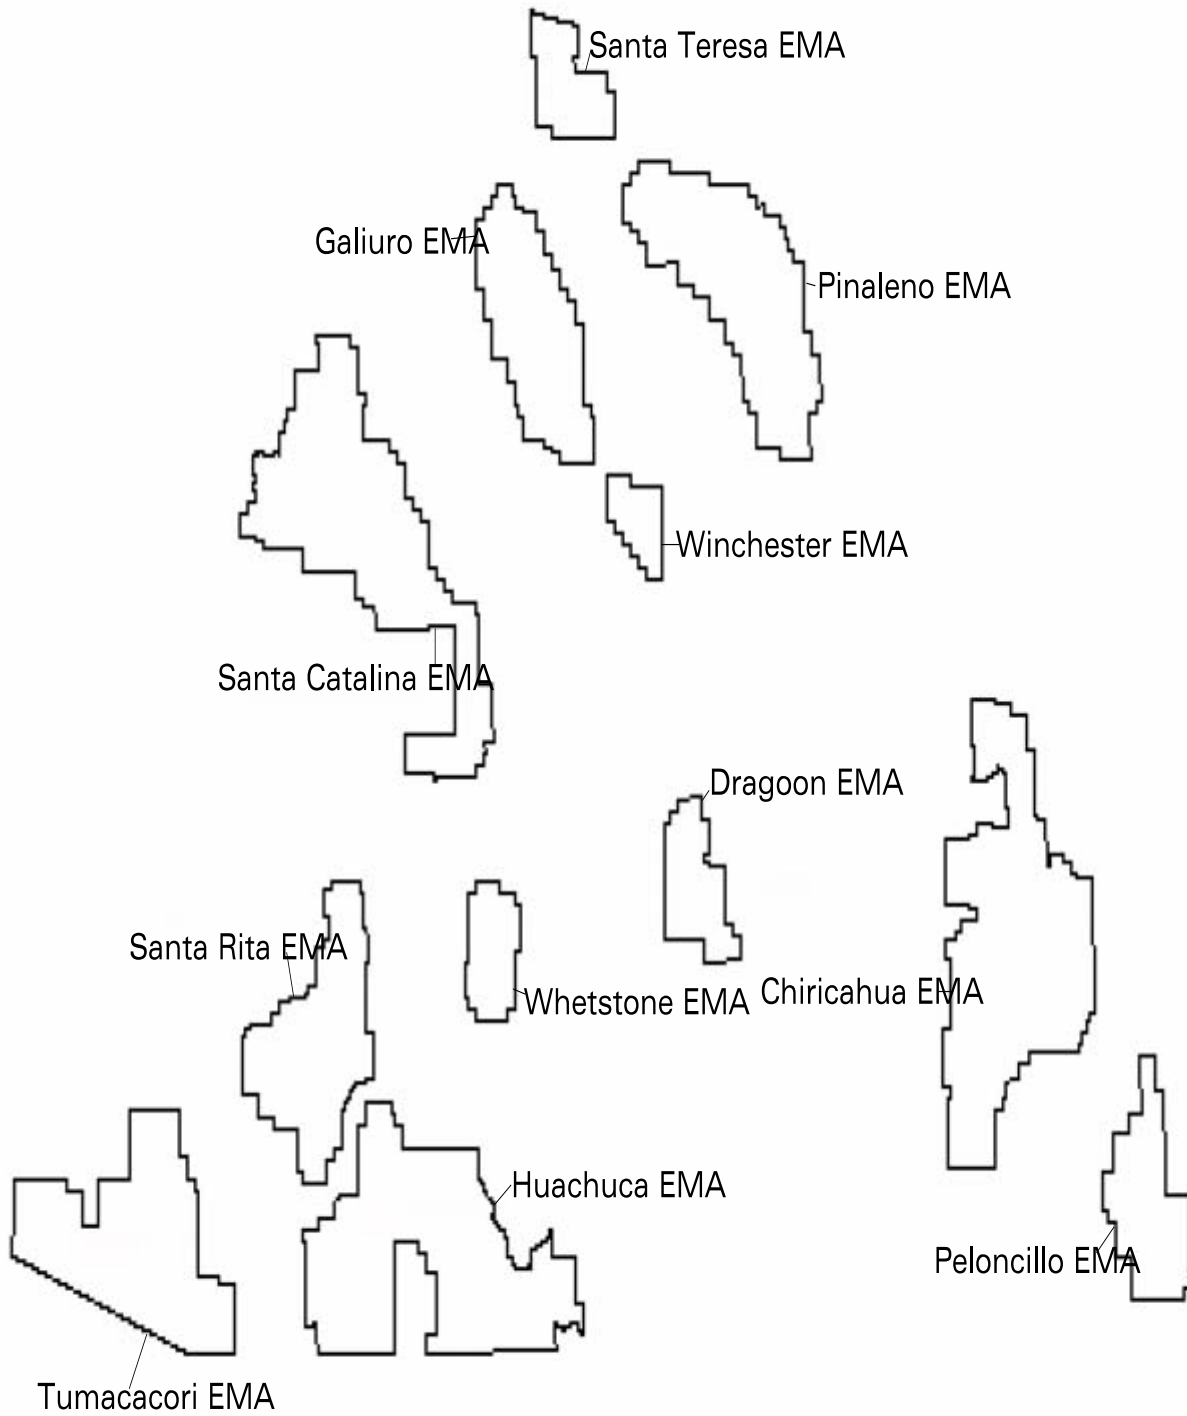 Santa Teresa EMA
Galiuro EMA
Pinaleno EMA
Winchester EMA
Santa Catalina EMA
Dragoon EMA
Santa Rita EMA
Whetstone EMA
Chiricahua EMA
Huachuca EMA
Peloncillo EMA
Tumacacori EMA